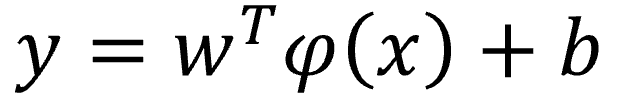 y = w^T φ(x) + b